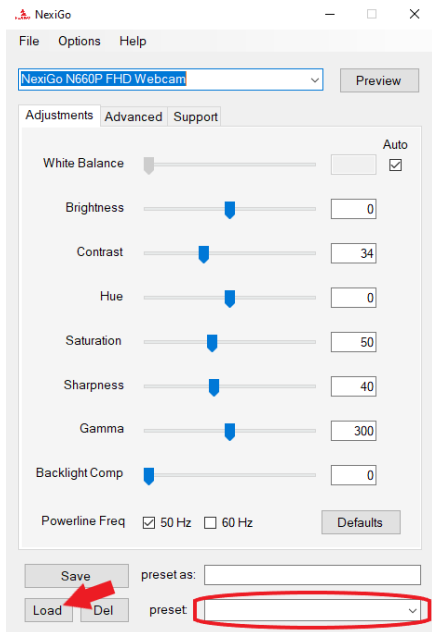 NexiGo
File Options Help
NexiGo N660P FHD Webcam Preview
Adjustments Advanced Support
Auto
White Balance
Brightness 0
Contrast 34
Hue 0
Saturation 50
Sharpness 40
Gamma 300
Backlight Comp 0
Powerline Freq 50 Hz 60 Hz Defaults
Save preset as:
Load Del preset